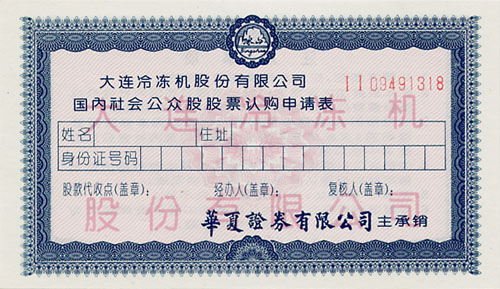 大连冷冻机股份有限公司
国内社会公众股股票认购申请表
II09491318
大连冷冻机
姓名 住址
身份证号码
股款代收点(盖章): 经办人(盖章): 复核人(盖章):
股份有限公司
華夏證券有限公司主承銷